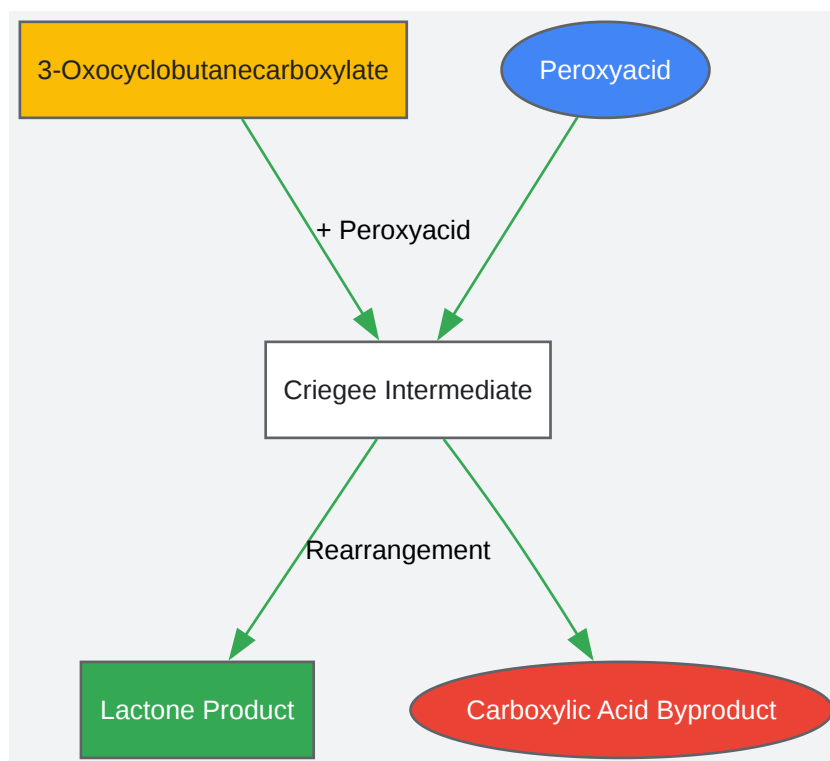 3-Oxocyclobutanecarboxylate
Peroxyacid
+ Peroxyacid
Criegee Intermediate
Rearrangement
Lactone Product
Carboxylic Acid Byproduct